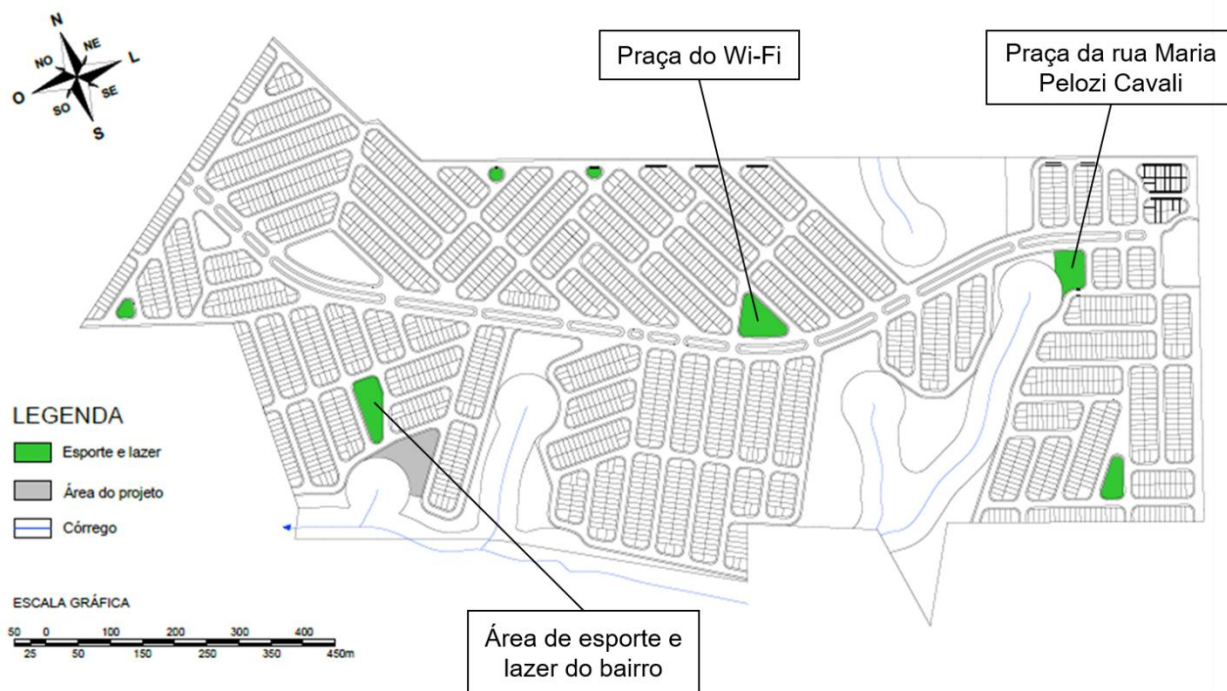 N
NO
NE
O
L
SO
SE
S
Praça do Wi-Fi
Praça da rua Maria
Pelozi Cavali
LEGENDA
Esporte e lazer
Área do projeto
Córrego
ESCALA GRÁFICA
50 0 100 200 300 400
25 50 150 250 350 450m
Área de esporte e
lazer do bairro